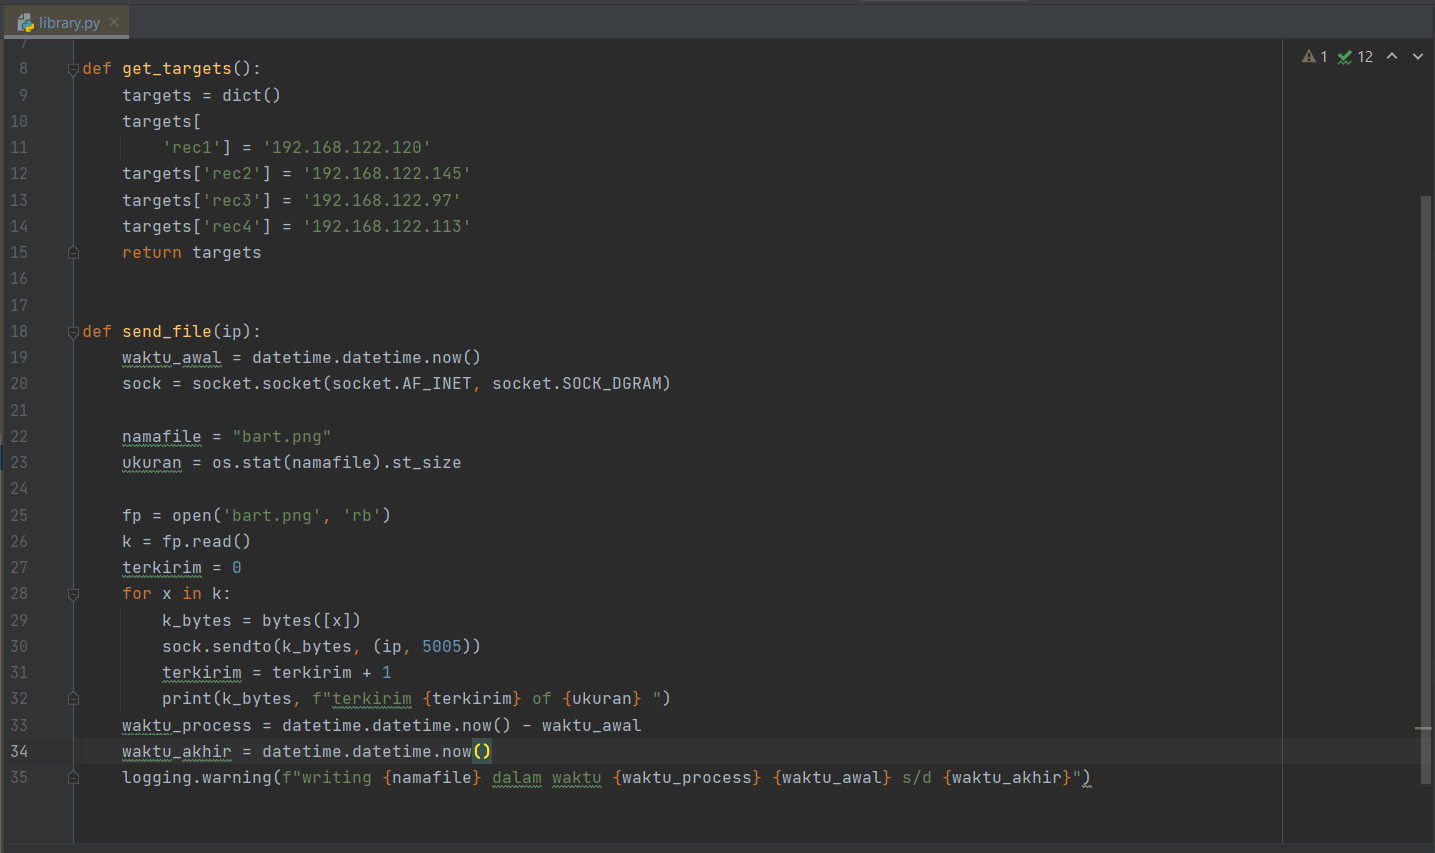 library.py
1 12
7
8 def get_targets():
9 targets = dict()
10 targets[
11 'rec1'] = '192.168.122.120'
12 targets['rec2'] = '192.168.122.145'
13 targets['rec3'] = '192.168.122.97'
14 targets['rec4'] = '192.168.122.113'
15 return targets
16
17
18 def send_file(ip):
19 waktu_awal = datetime.datetime.now()
20 sock = socket.socket(socket.AF_INET, socket.SOCK_DGRAM)
21
22 namafile = "bart.png"
23 ukuran = os.stat(namafile).st_size
24
25 fp = open('bart.png', 'rb')
26 k = fp.read()
27 terkirim = 0
28 for x in k:
29 k_bytes = bytes([x])
30 sock.sendto(k_bytes, (ip, 5005))
31 terkirim = terkirim + 1
32 print(k_bytes, f"terkirim {terkirim} of {ukuran} ")
33 waktu_process = datetime.datetime.now() - waktu_awal
34 waktu_akhir = datetime.datetime.now()
35 logging.warning(f"writing {namafile} dalam waktu {waktu_process} {waktu_awal} s/d {waktu_akhir}")